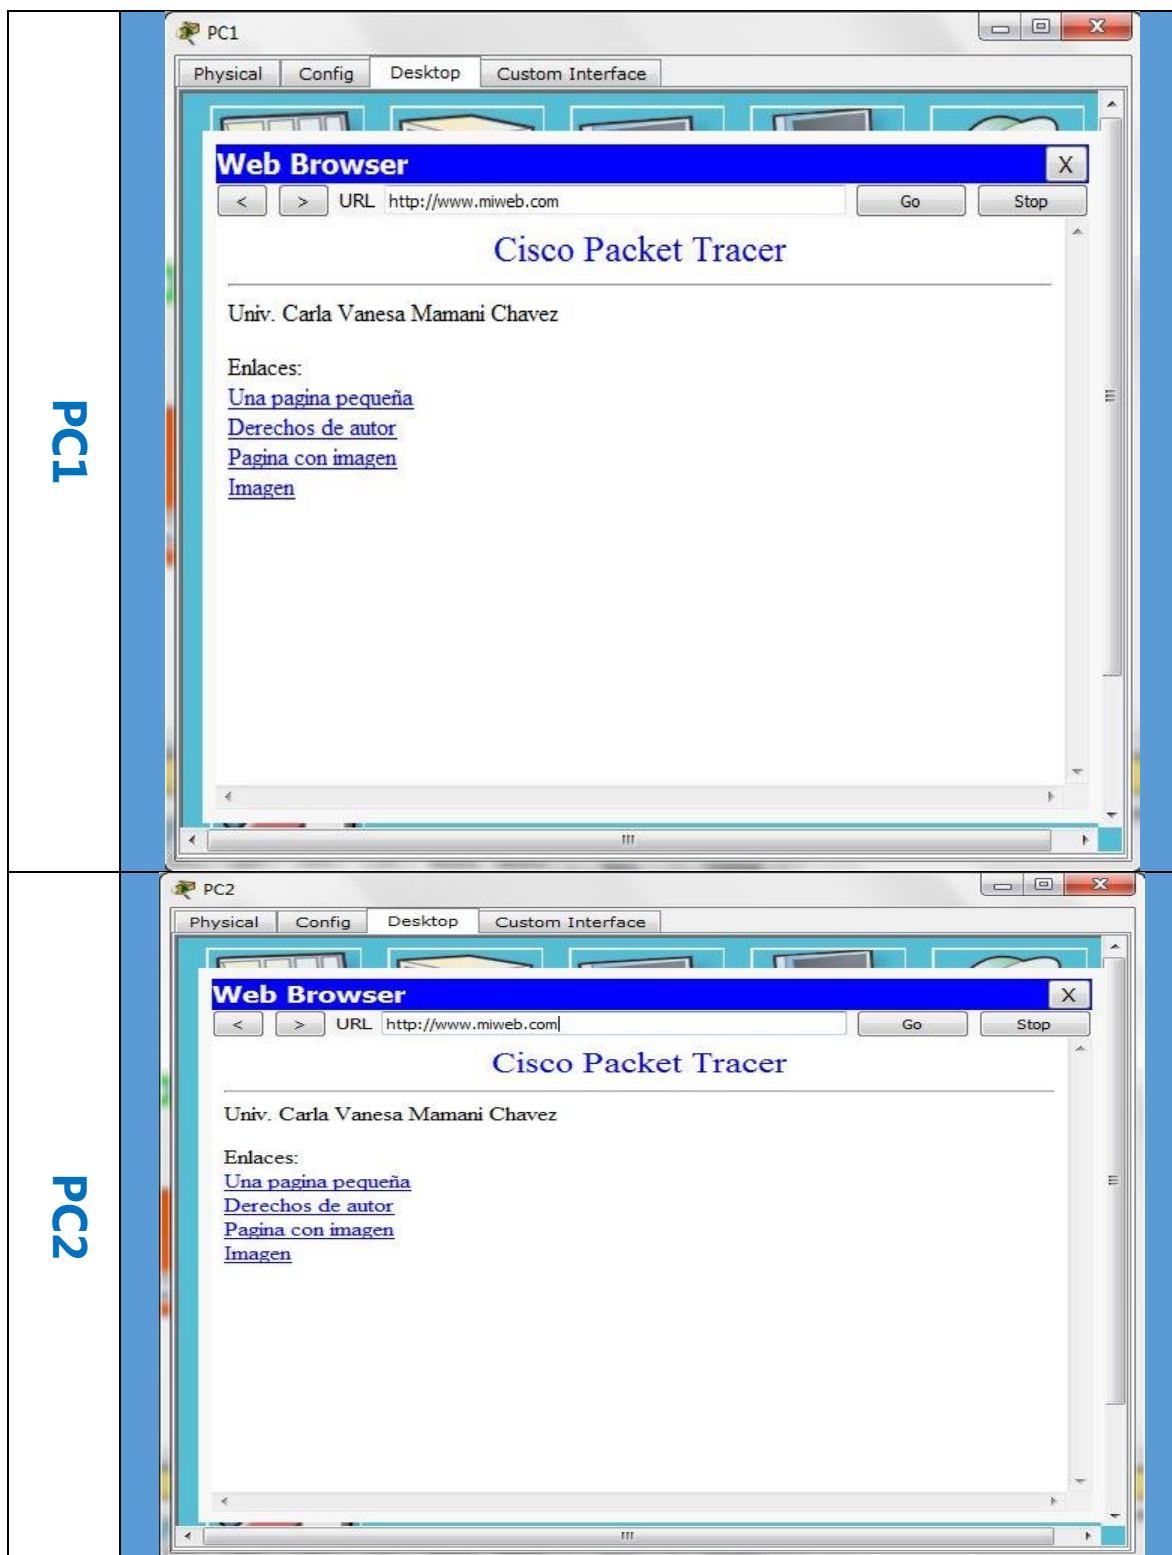 PC1
PC1
Physical Config Desktop Custom Interface
Web Browser X
< > URL http://www.miweb.com Go Stop
Cisco Packet Tracer
Univ. Carla Vanesa Mamani Chavez
Enlaces:
Una pagina pequeña
Derechos de autor
Pagina con imagen
Imagen
PC2
PC2
Physical Config Desktop Custom Interface
Web Browser X
< > URL http://www.miweb.com Go Stop
Cisco Packet Tracer
Univ. Carla Vanesa Mamani Chavez
Enlaces:
Una pagina pequeña
Derechos de autor
Pagina con imagen
Imagen